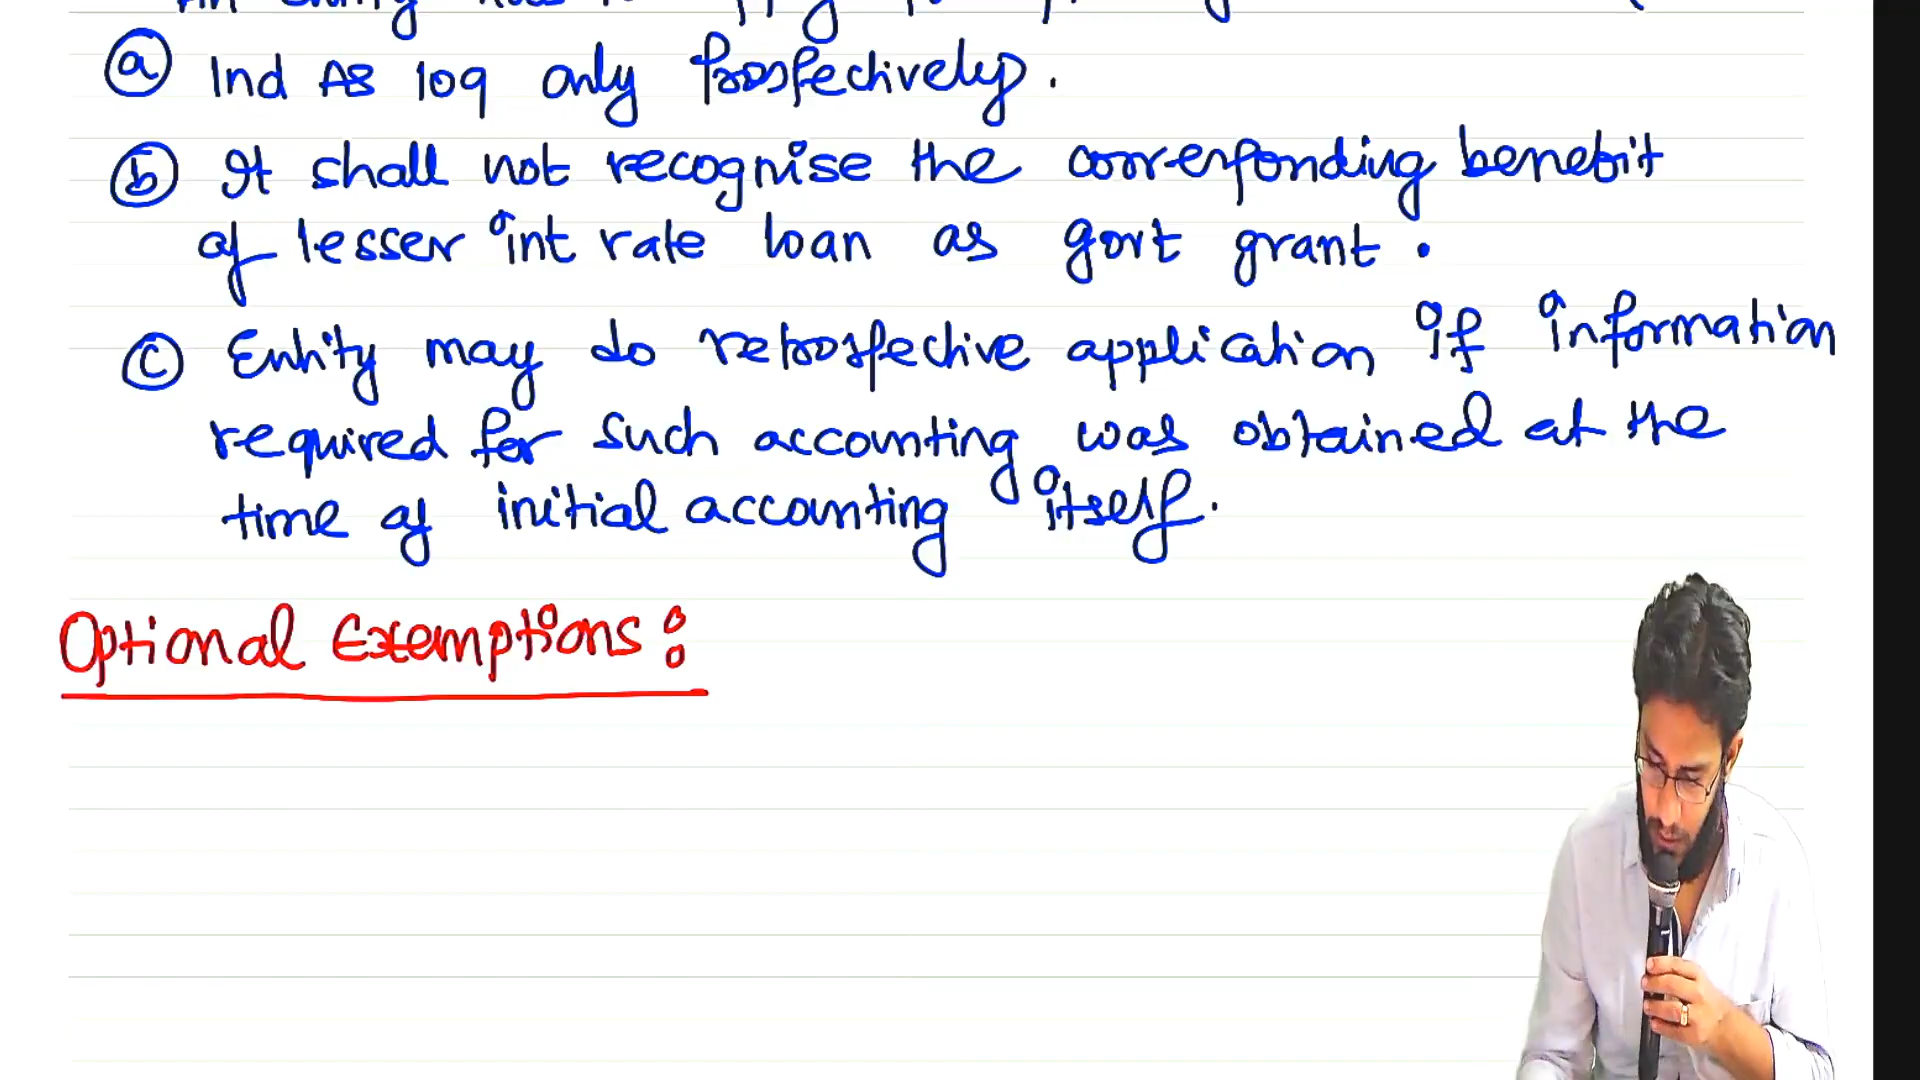 An entity
ⓐ Ind AS 109 only Prospectively.
ⓑ It shall not recognise the corresponding benefit
of lesser int rate loan as govt grant.
ⓒ Entity may do retrospective application if information
required for such accounting was obtained at the
time of initial accounting itself.
Optional Exemptions: